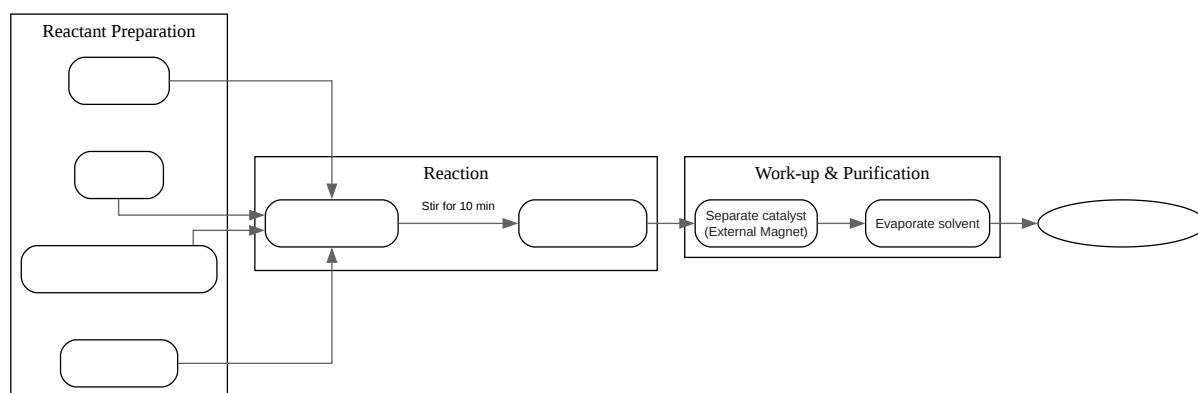 Reactant Preparation
Reaction
Stir for 10 min
Work-up & Purification
Separate catalyst
(External Magnet)
Evaporate solvent